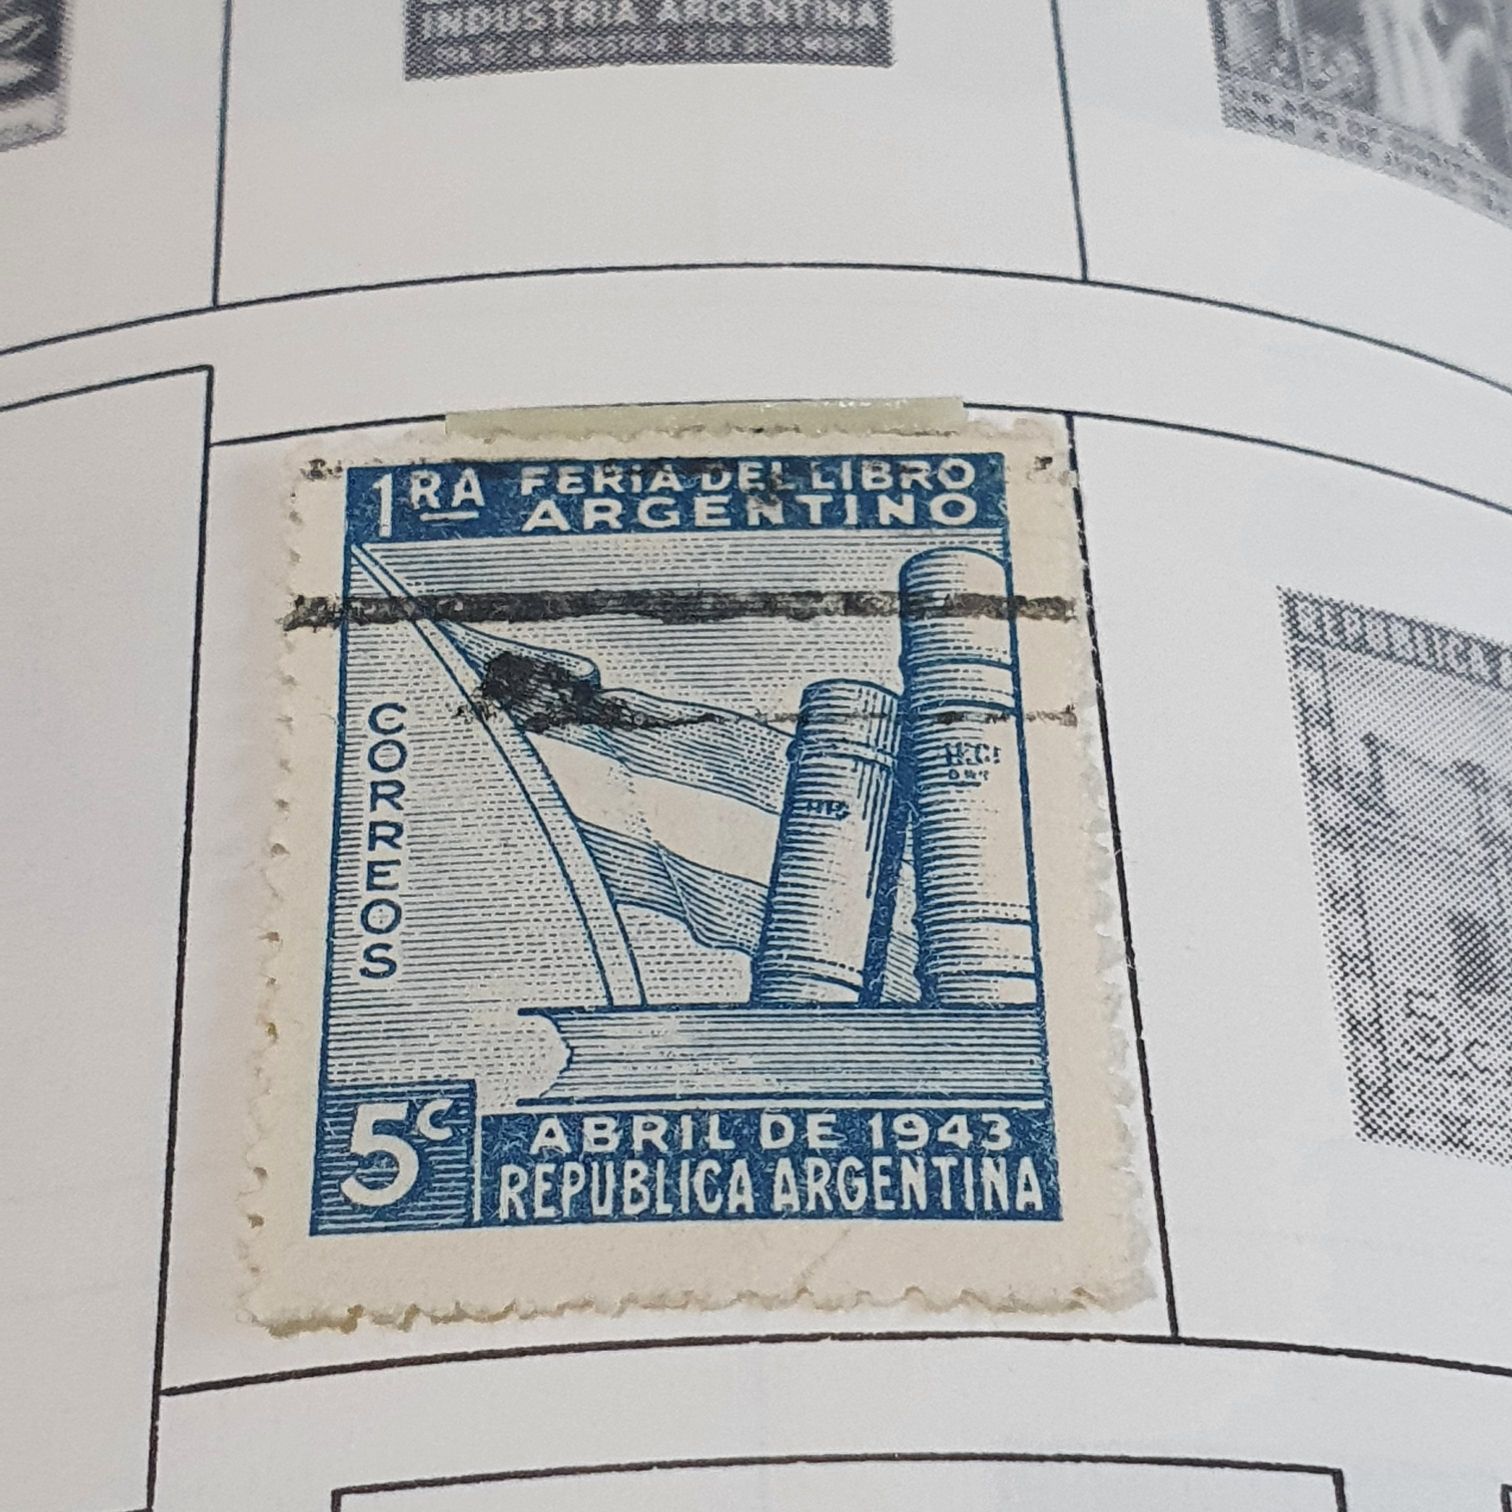 INDUSTRIA ARGENTINA
1RA FERIA DEL LIBRO
ARGENTINO
CORREOS
5c
ABRIL DE 1943
REPUBLICA ARGENTINA